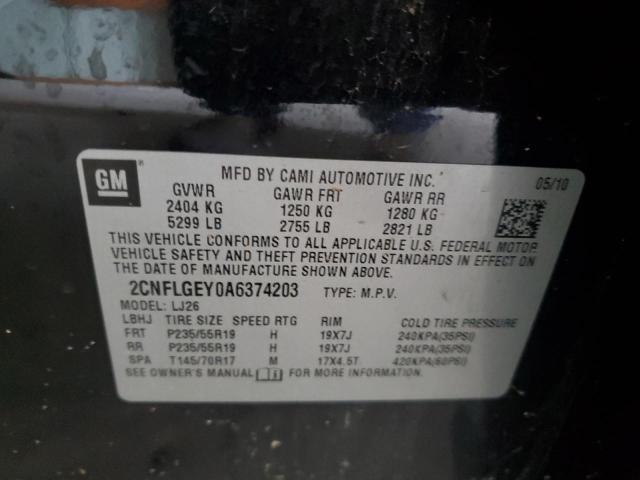 GM®
MFD BY CAMI AUTOMOTIVE INC.
05/10
GVWR GAWR FRT GAWR RR
2404 KG 1250 KG 1280 KG
5299 LB 2755 LB 2821 LB
THIS VEHICLE CONFORMS TO ALL APPLICABLE U.S. FEDERAL MOTOR
VEHICLE SAFETY AND THEFT PREVENTION STANDARDS IN EFFECT ON
THE DATE OF MANUFACTURE SHOWN ABOVE.
2CNFLGEY0A6374203 TYPE: M.P.V.
MODEL: LJ26
LBHJ TIRE SIZE SPEED RTG RIM COLD TIRE PRESSURE
FRT P235/55R19 H 19X7J 240KPA(35PSI)
RR P235/55R19 H 19X7J 240KPA(35PSI)
SPA T145/70R17 M 17X4.5T 420KPA(60PSI)
SEE OWNER'S MANUAL FOR MORE INFORMATION.